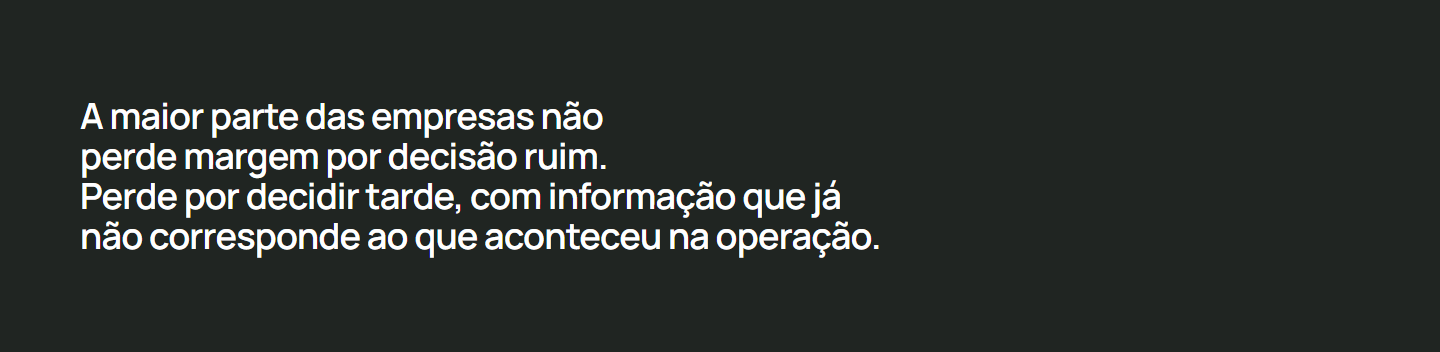 A maior parte das empresas não
perde margem por decisão ruim.
Perde por decidir tarde, com informação que já
não corresponde ao que aconteceu na operação.